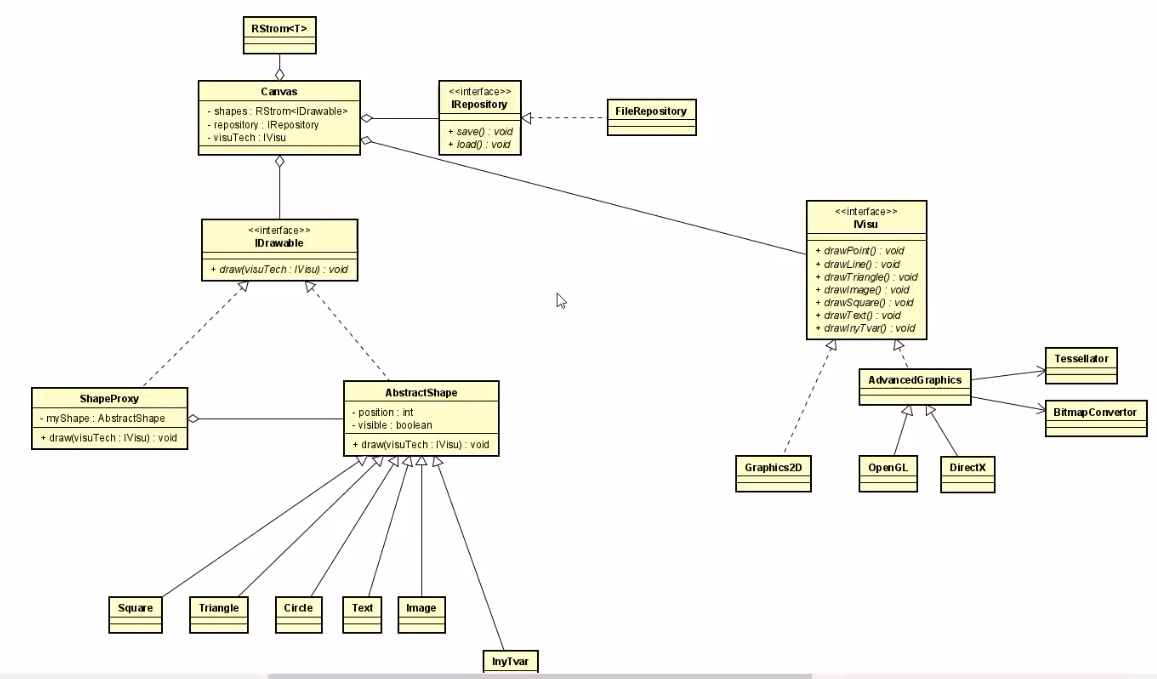 RStrom<T>
Canvas
- shapes : RStrom<IDrawable>
- repository : IRepository
- visuTech : IVisu
<<interface>>
IRepository
+ save() : void
+ load() : void
FileRepository
<<interface>>
IDrawable
+ draw(visuTech : IVisu) : void
<<interface>>
IVisu
+ drawPoint() : void
+ drawLine() : void
+ drawTriangle() : void
+ drawImage() : void
+ drawSquare() : void
+ drawText() : void
+ drawInyTvar() : void
ShapeProxy
- myShape : AbstractShape
+ draw(visuTech : IVisu) : void
AbstractShape
- position : int
- visible : boolean
+ draw(visuTech : IVisu) : void
AdvancedGraphics
Tessellator
BitmapConvertor
Graphics2D
OpenGL
DirectX
Square
Triangle
Circle
Text
Image
InyTvar